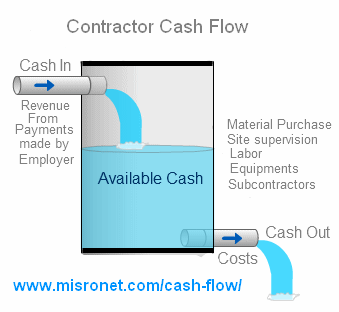 Contractor Cash Flow
Cash In
Revenue
From
Payments
made by
Employer
Available Cash
Material Purchase
Site supervision
Labor
Equipments
Subcontractors
Cash Out
Costs
www.misronet.com/cash-flow/